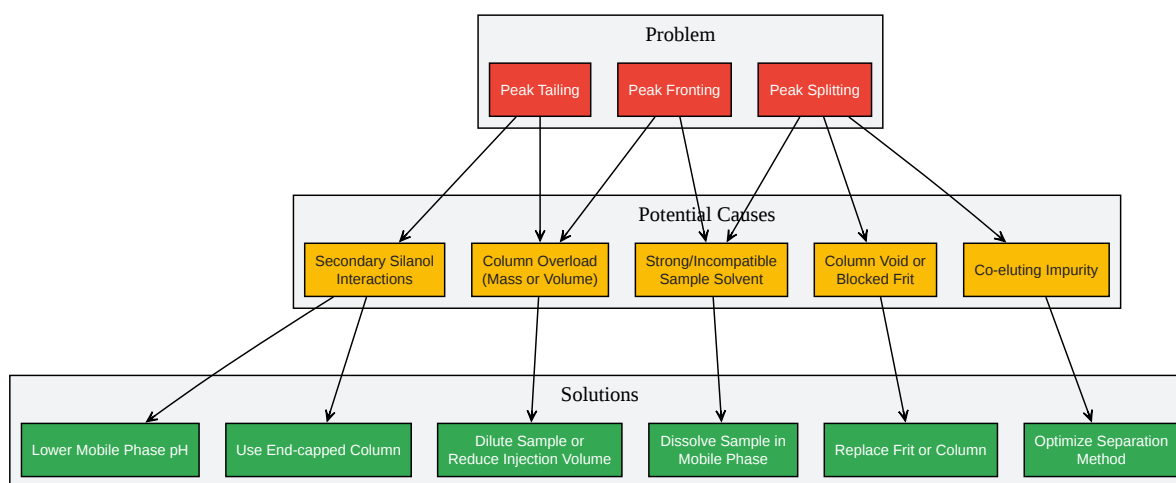 Problem
Peak Tailing
Peak Fronting
Peak Splitting
Potential Causes
Secondary Silanol
Interactions
Column Overload
(Mass or Volume)
Strong/Incompatible
Sample Solvent
Column Void or
Blocked Frit
Co-eluting Impurity
Solutions
Lower Mobile Phase pH
Use End-capped Column
Dilute Sample or
Reduce Injection Volume
Dissolve Sample in
Mobile Phase
Replace Frit or Column
Optimize Separation
Method